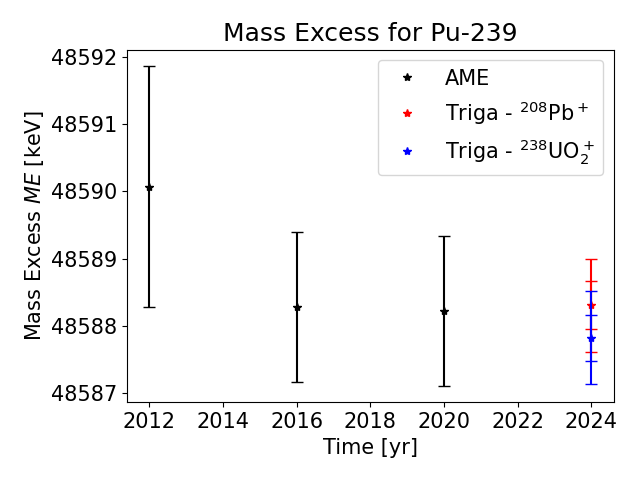 Mass Excess for Pu-239
Mass Excess ME [keV]
48592
48591
48590
48589
48588
48587
AME
Triga - ²⁰⁸Pb⁺
Triga - ²³⁸UO₂⁺
2012 2014 2016 2018 2020 2022 2024
Time [yr]